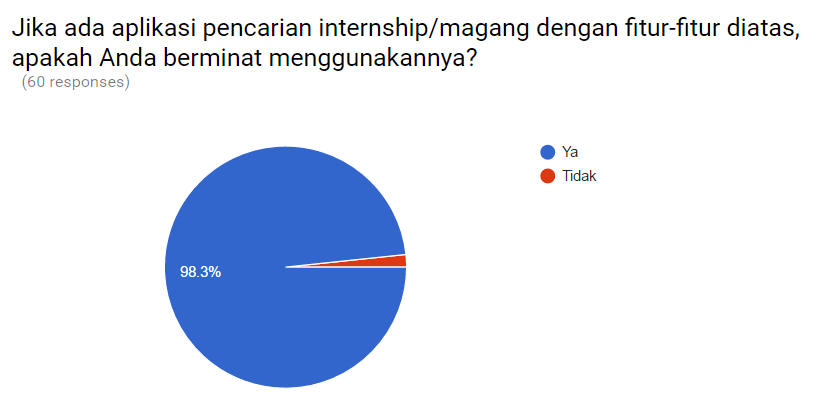 Jika ada aplikasi pencarian internship/magang dengan fitur-fitur diatas,
apakah Anda berminat menggunakannya?
(60 responses)
Ya
Tidak
98.3%